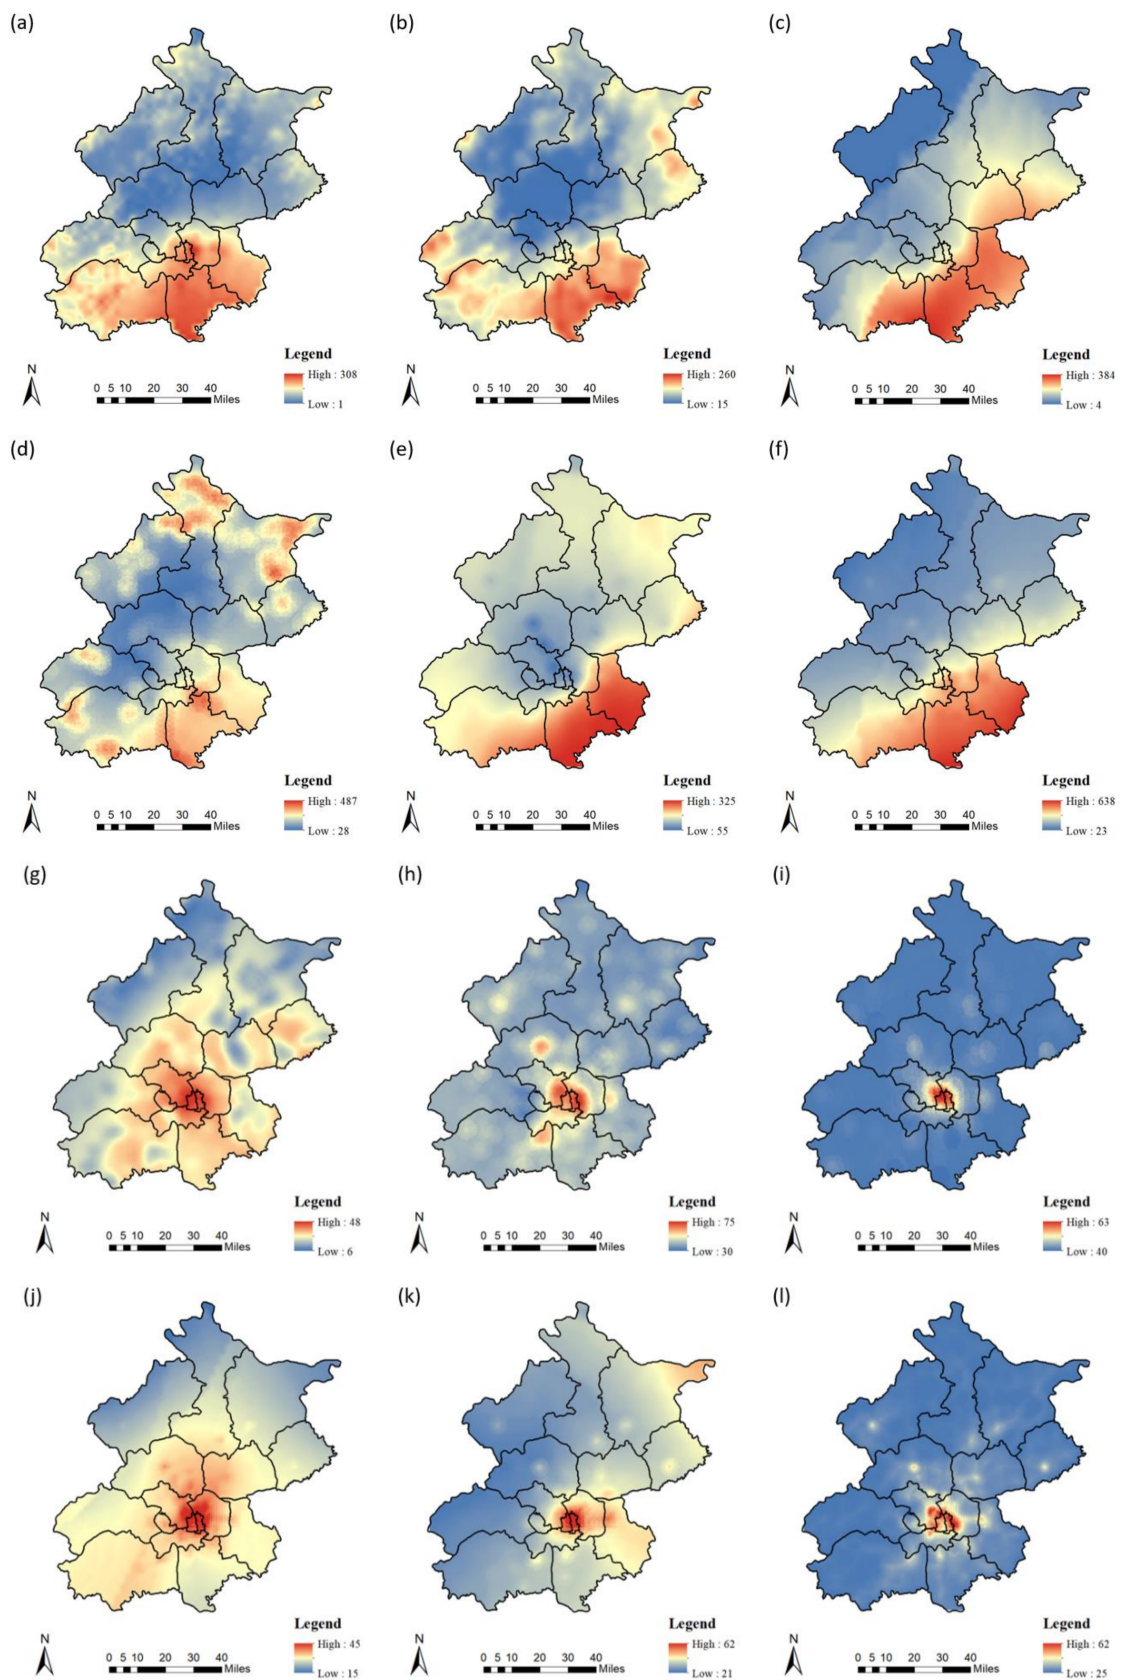 (a) (b) (c)
Legend Legend Legend
N High : 308 N High : 260 N High : 384
0 5 10 20 30 40 0 5 10 20 30 40 0 5 10 20 30 40
Miles Low : 1 Miles Low : 15 Miles Low : 4
(d) (e) (f)
Legend Legend Legend
N High : 487 N High : 325 N High : 638
0 5 10 20 30 40 0 5 10 20 30 40 0 5 10 20 30 40
Miles Low : 28 Miles Low : 55 Miles Low : 23
(g) (h) (i)
Legend Legend Legend
N High : 48 N High : 75 N High : 63
0 5 10 20 30 40 0 5 10 20 30 40 0 5 10 20 30 40
Miles Low : 6 Miles Low : 30 Miles Low : 40
(j) (k) (l)
Legend Legend Legend
N High : 45 N High : 62 N High : 62
0 5 10 20 30 40 0 5 10 20 30 40 0 5 10 20 30 40
Miles Low : 15 Miles Low : 21 Miles Low : 25